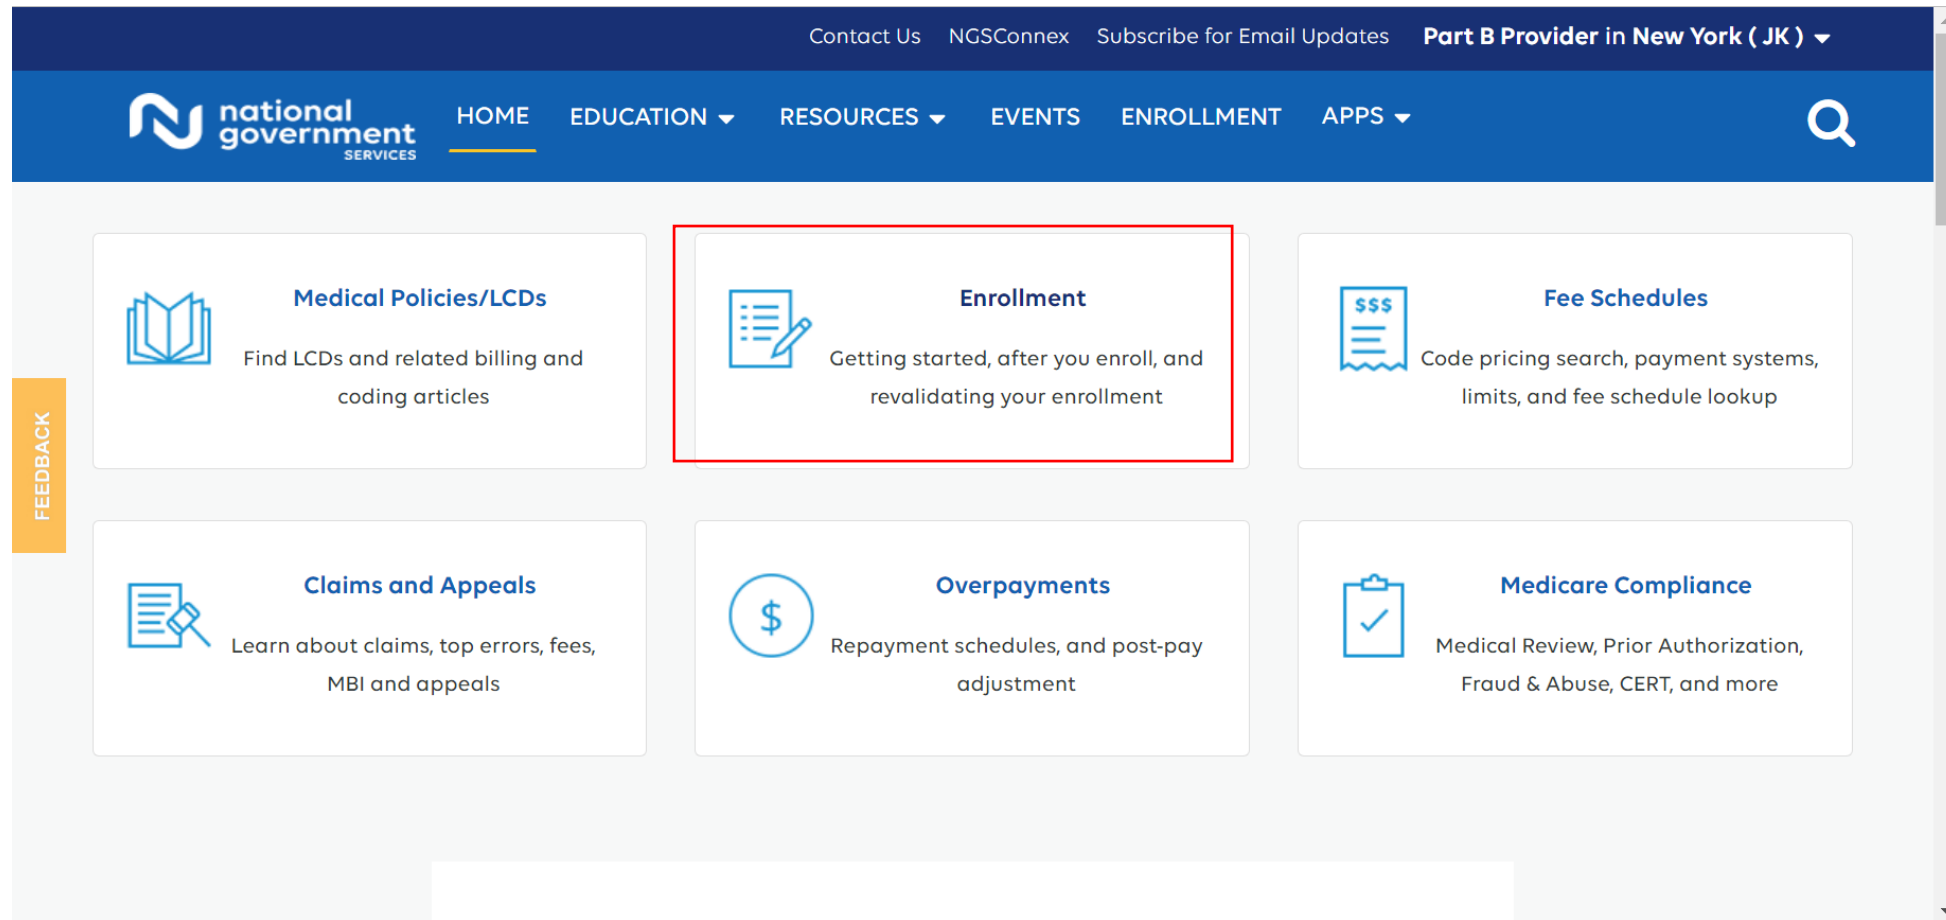 Contact Us NGSConnex Subscribe for Email Updates Part B Provider in New York ( JK )
national
government
SERVICES
HOME EDUCATION RESOURCES EVENTS ENROLLMENT APPS
Medical Policies/LCDs
Find LCDs and related billing and
coding articles
Enrollment
Getting started, after you enroll, and
revalidating your enrollment
$$$
Fee Schedules
Code pricing search, payment systems,
limits, and fee schedule lookup
FEEDBACK
Claims and Appeals
Learn about claims, top errors, fees,
MBI and appeals
$
Overpayments
Repayment schedules, and post-pay
adjustment
Medicare Compliance
Medical Review, Prior Authorization,
Fraud & Abuse, CERT, and more